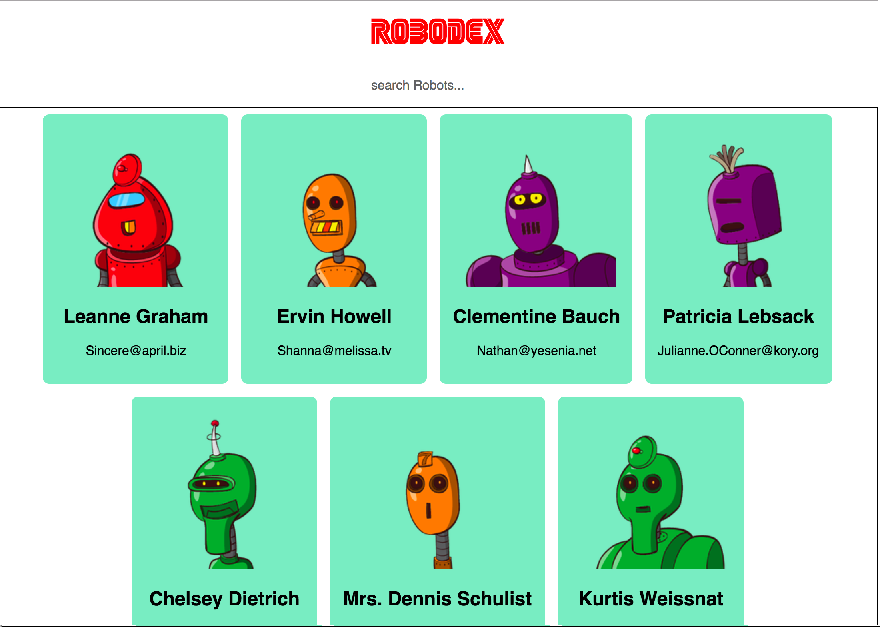 ROBODEX
search Robots...
Leanne Graham
Ervin Howell
Clementine Bauch
Patricia Lebsack
Sincere@april.biz
Shanna@melissa.tv
Nathan@yesenia.net
Julianne.OConner@kory.org
Chelsey Dietrich
Mrs. Dennis Schulist
Kurtis Weissnat